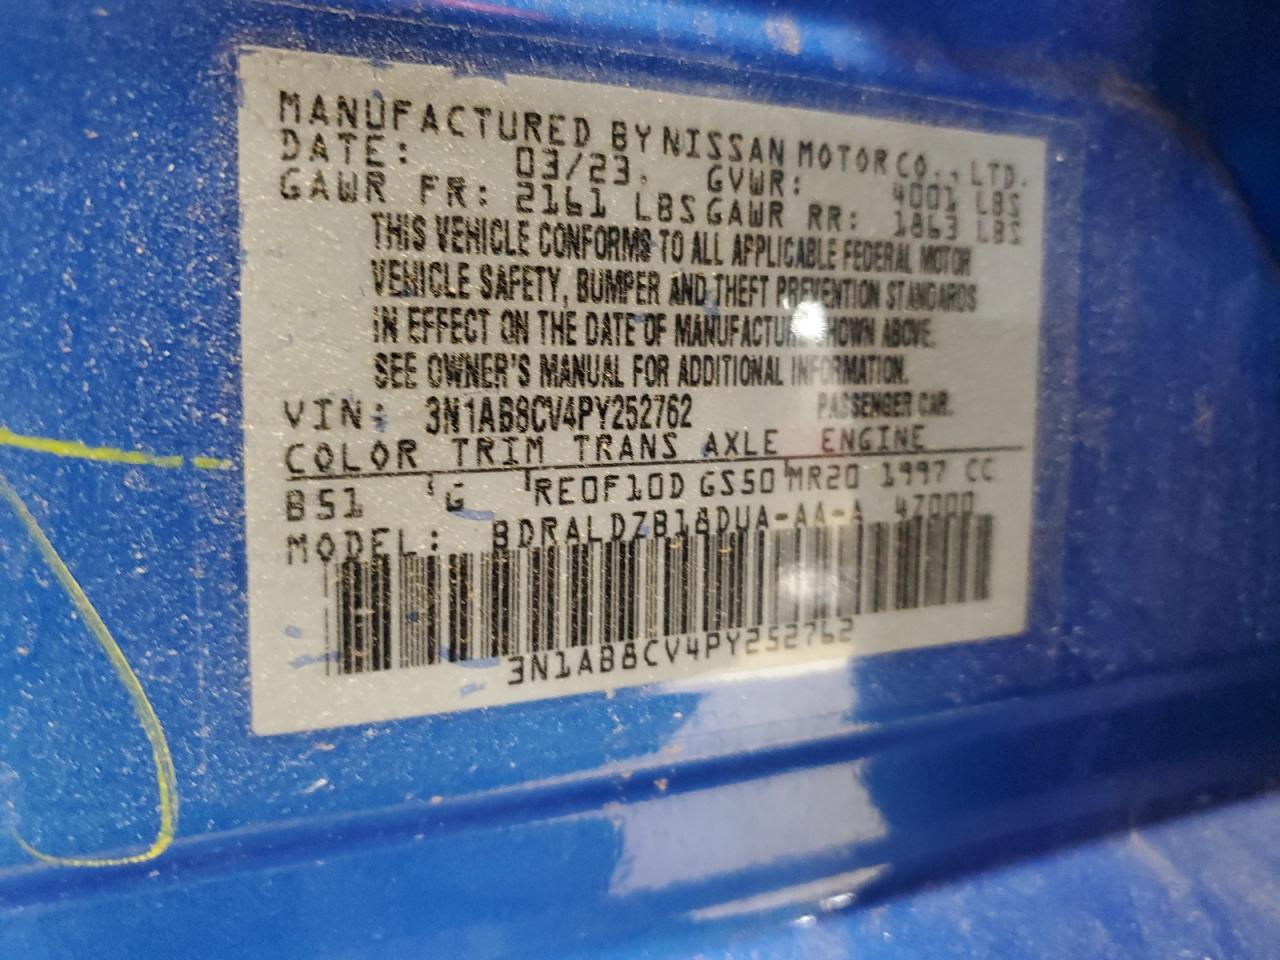 MANUFACTURED BY NISSAN MOTOR CO., LTD.
DATE: 03/23. GVWR: 4001 LBS
GAWR FR: 2161 LBS GAWR RR: 1863 LBS
THIS VEHICLE CONFORMS TO ALL APPLICABLE FEDERAL MOTOR
VEHICLE SAFETY, BUMPER AND THEFT PREVENTION STANDARDS
IN EFFECT ON THE DATE OF MANUFACTURE SHOWN ABOVE.
SEE OWNER'S MANUAL FOR ADDITIONAL INFORMATION.
VIN: 3N1AB8CV4PY252762 PASSENGER CAR.
COLOR TRIM TRANS AXLE ENGINE
B51 G RE0F10D GS50 MR20 1997 CC
MODEL: BDRALDZB18DUA-AA-A 47000
3N1AB8CV4PY252762